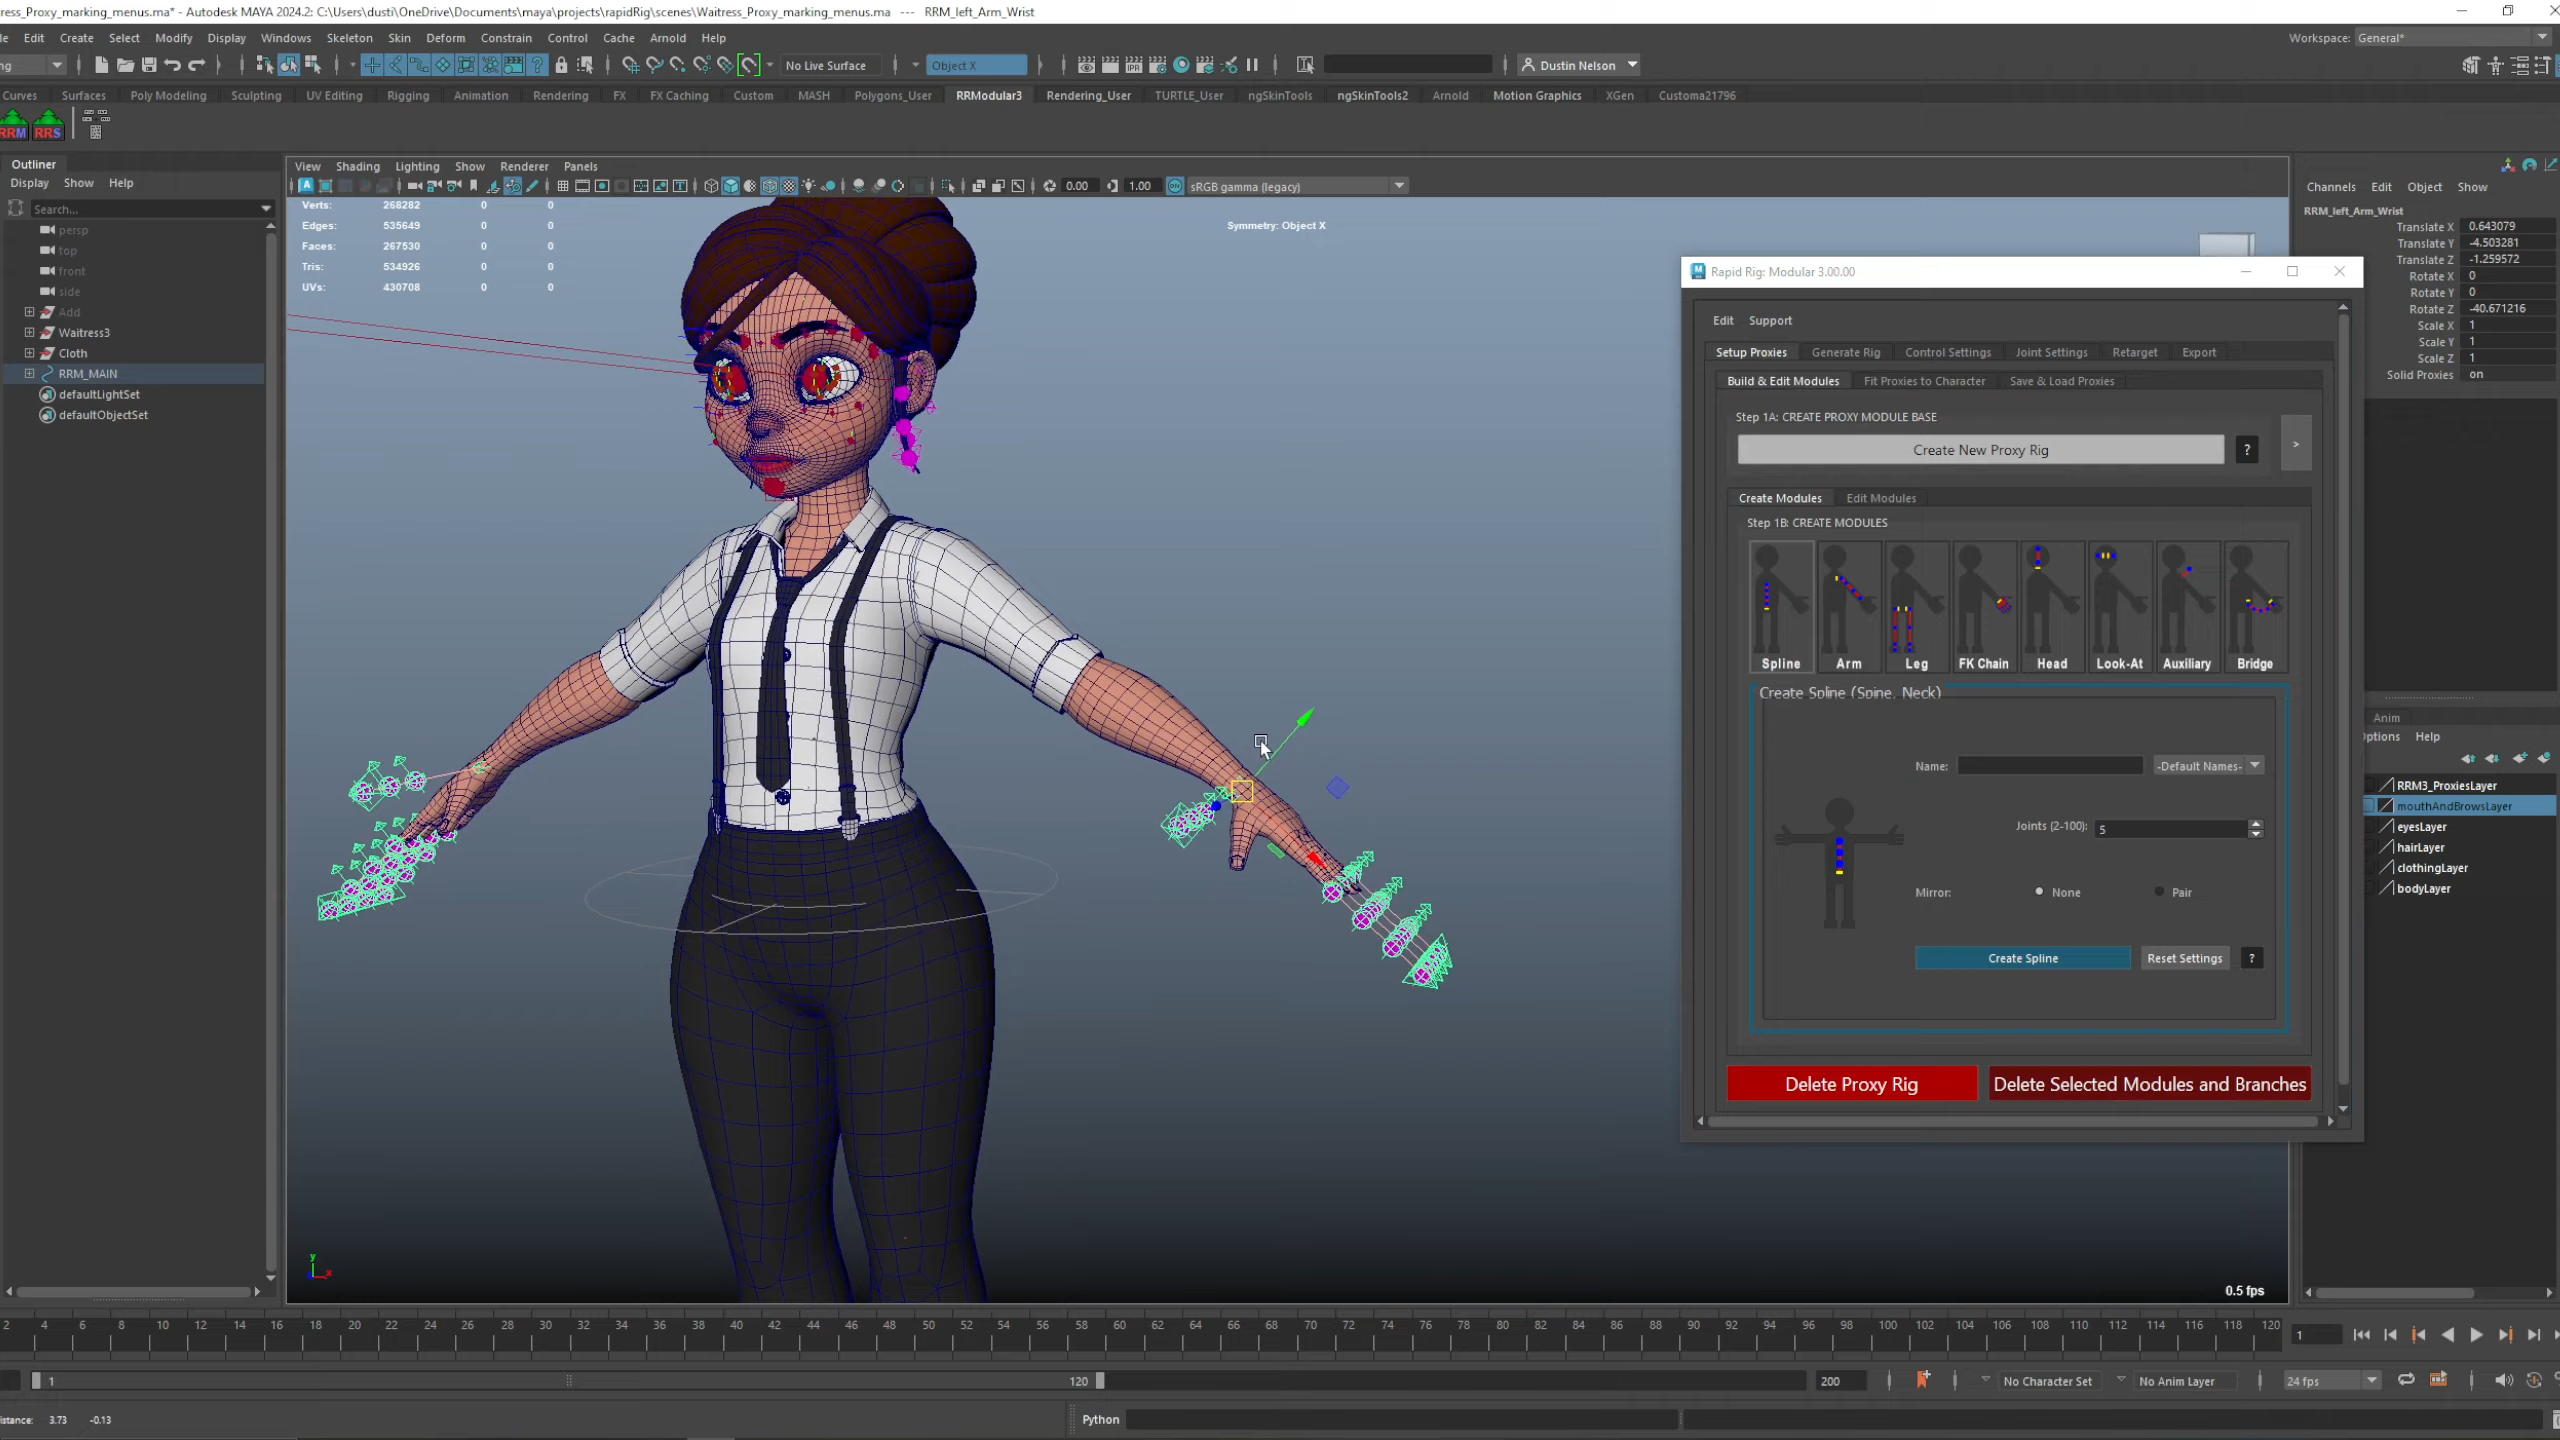 ress_Proxy_marking_menus.ma* - Autodesk MAYA 2024.2: C:\Users\dusti\OneDrive\Documents\maya\projects\rapidRig\scenes\Waitress_Proxy_marking_menus.ma --- RRM_left_Arm_Wrist
le Edit Create Select Modify Display Windows Skeleton Skin Deform Constrain Control Cache Arnold Help
Workspace: General*
ng No Live Surface Object X Dustin Nelson
Curves Surfaces Poly Modeling Sculpting UV Editing Rigging Animation Rendering FX FX Caching Custom MASH Polygons_User RRModular3 Rendering_User TURTLE_User ngSkinTools ngSkinTools2 Arnold Motion Graphics XGen Customa21796
RRM RRS
Outliner
Display Show Help
Search...
persp
top
front
side
Add
Waitress3
Cloth
RRM_MAIN
defaultLightSet
defaultObjectSet
View Shading Lighting Show Renderer Panels
0.00 1.00 sRGB gamma (legacy)
Verts: 268282 0 0
Edges: 535649 0 0
Faces: 267530 0 0
Tris: 534926 0 0
UVs: 430708 0 0
Symmetry: Object X
0.5 fps
Rapid Rig: Modular 3.00.00
Edit Support
Setup Proxies Generate Rig Control Settings Joint Settings Retarget Export
Build & Edit Modules Fit Proxies to Character Save & Load Proxies
Step 1A: CREATE PROXY MODULE BASE
Create New Proxy Rig ? >
Create Modules Edit Modules
Step 1B: CREATE MODULES
Spline Arm Leg FK Chain Head Look-At Auxiliary Bridge
Create Spline (Spine, Neck)
Name: -Default Names-
Joints (2-100): 5
Mirror: None Pair
Create Spline Reset Settings ?
Delete Proxy Rig Delete Selected Modules and Branches
Channels Edit Object Show
RRM_left_Arm_Wrist
Translate X 0.643079
Translate Y -4.503281
Translate Z -1.259572
Rotate X 0
Rotate Y 0
Rotate Z -40.671216
Scale X 1
Scale Y 1
Scale Z 1
Solid Proxies on
Anim
ptions Help
RRM3_ProxiesLayer
mouthAndBrowsLayer
eyesLayer
hairLayer
clothingLayer
bodyLayer
2 4 6 8 10 12 14 16 18 20 22 24 26 28 30 32 34 36 38 40 42 44 46 48 50 52 54 56 58 60 62 64 66 68 70 72 74 76 78 80 82 84 86 88 90 92 94 96 98 100 102 104 106 108 110 112 114 116 118 120 1
1 120 200 No Character Set No Anim Layer 24 fps
istance: 3.73 -0.13 Python